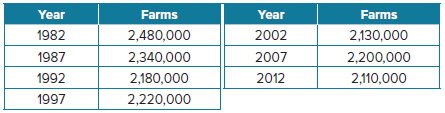 Year Farms Year Farms
1982 2,480,000 2002 2,130,000
1987 2,340,000 2007 2,200,000
1992 2,180,000 2012 2,110,000
1997 2,220,000